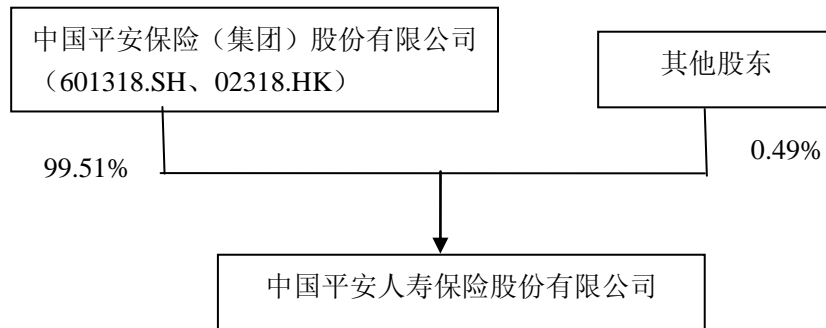 中国平安保险（集团）股份有限公司
（601318.SH、02318.HK）
其他股东
99.51%
0.49%
中国平安人寿保险股份有限公司